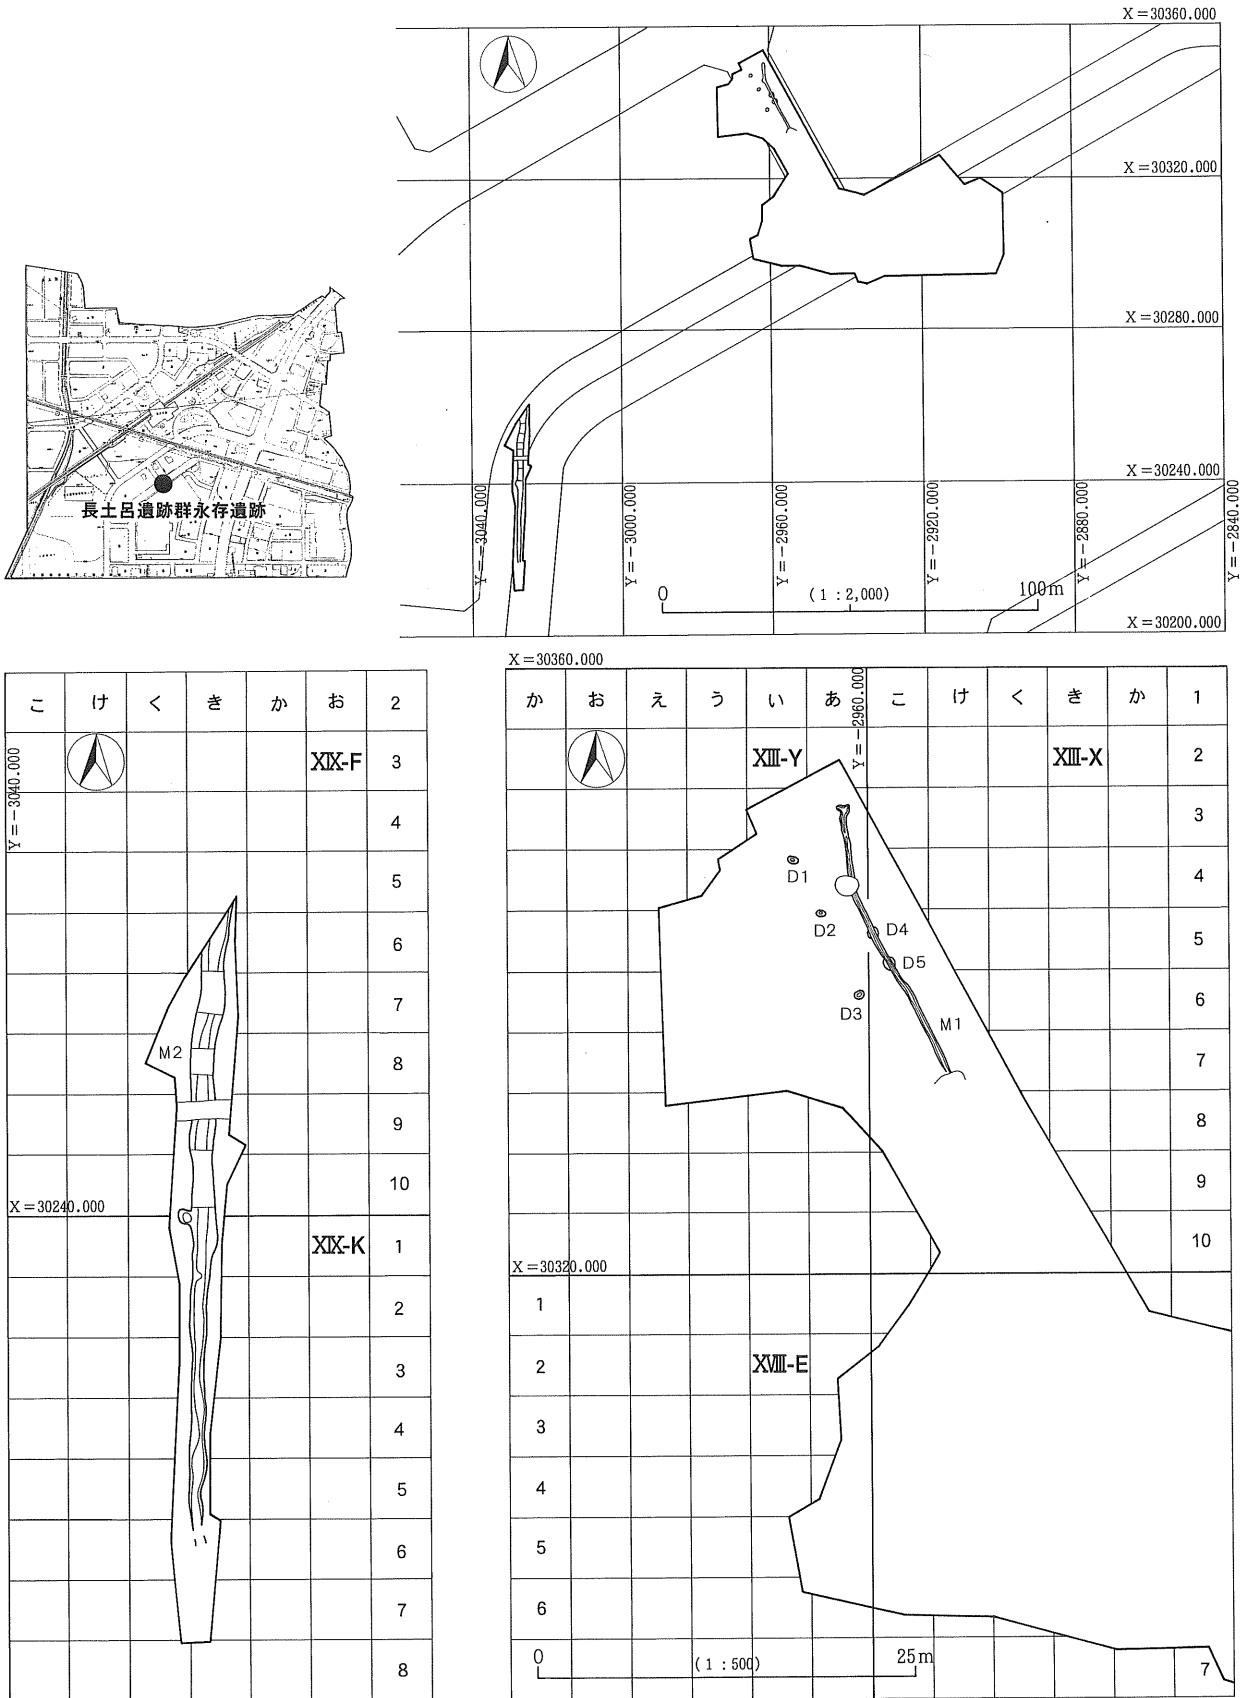 X=30360.000
X=30320.000
X=30280.000
X=30240.000
X=30200.000
Y=-3040.000
Y=-3000.000
Y=-2960.000
Y=-2920.000
Y=-2880.000
Y=-2840.000
0 (1:2,000) 100m
長土呂遺跡群永存遺跡
こ け く き か お 2
XIX-F 3
Y=-3040.000
4
5
6
7
M2
8
9
10
X=30240.000
XIX-K 1
2
3
4
5
6
7
8
X=30360.000
か お え う い あ こ け く き か 1
Y=-2960.000
XIII-Y XIII-X 2
3
D1 4
D2 D4 5
D5
D3 6
M1
7
8
9
10
X=30320.000
1
XVIII-E 2
3
4
5
6
7
0 (1:500) 25m